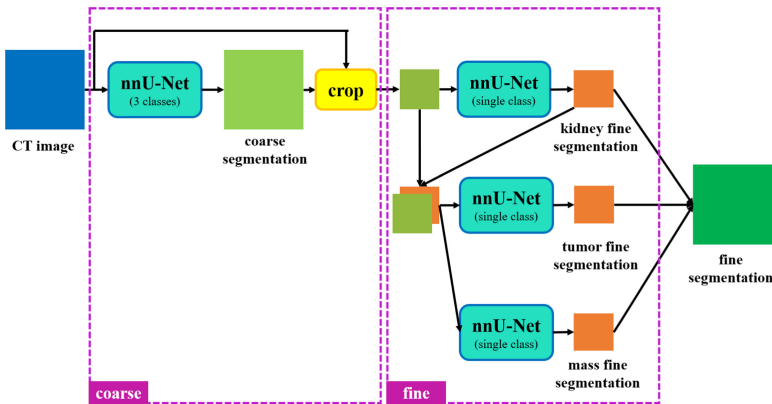 nnU-Net
(3 classes)
crop
nnU-Net
(single class)
CT image
coarse
segmentation
kidney fine
segmentation
nnU-Net
(single class)
tumor fine
segmentation
fine
segmentation
nnU-Net
(single class)
mass fine
segmentation
coarse
fine